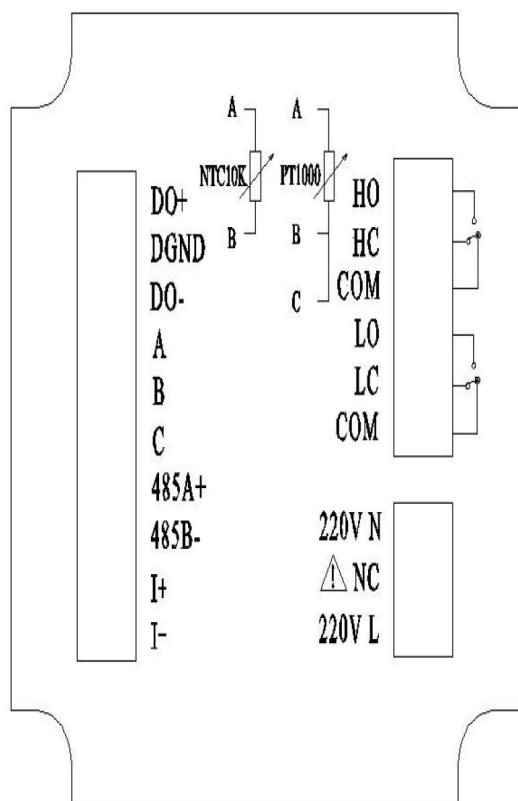 A
NTC10K
B
A
PT1000
B
C
DO+
DGND
DO-
A
B
C
485A+
485B-
I+
I-
HO
HC
COM
LO
LC
COM
220V N
NC
220V L